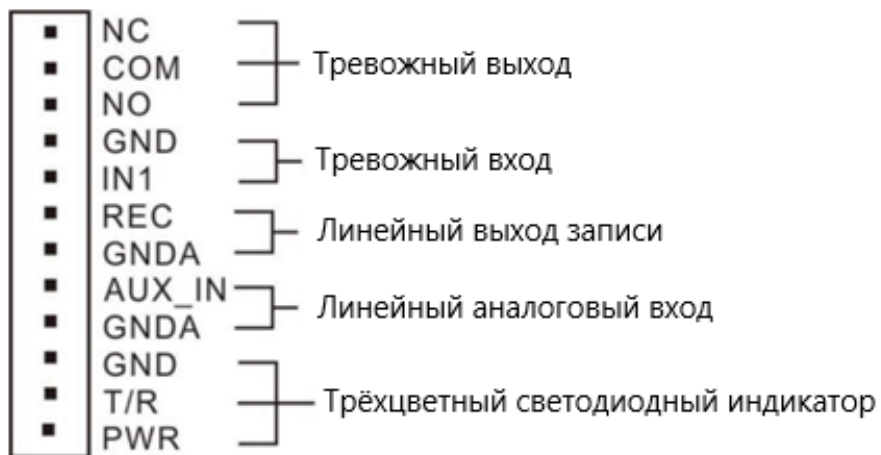 NC
COM
NO
Тревожный выход
GND
IN1
Тревожный вход
REC
GNDA
Линейный выход записи
AUX_IN
GNDA
Линейный аналоговый вход
GND
T/R
PWR
Трёхцветный светодиодный индикатор